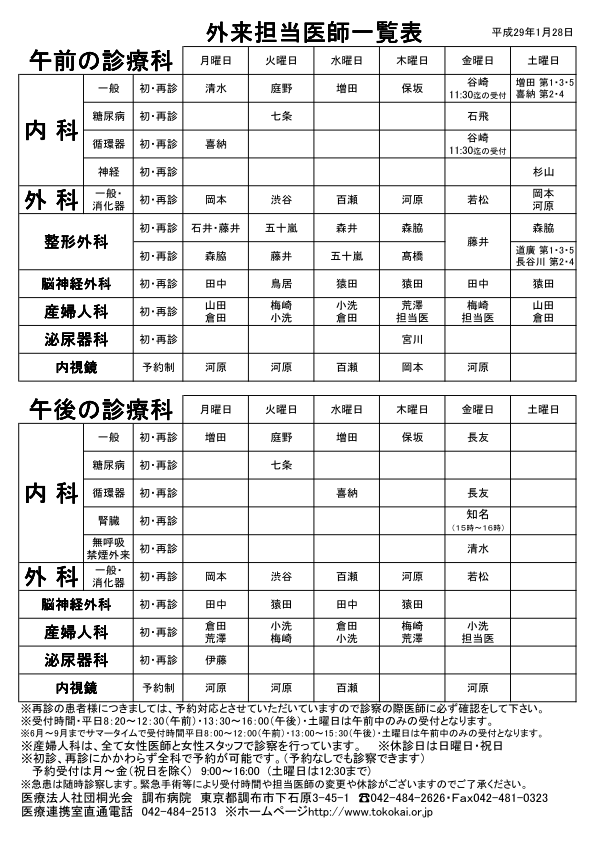 外来担当医師一覧表
平成29年1月28日
午前の診療科 月曜日 火曜日 水曜日 木曜日 金曜日 土曜日
内科 一般 初・再診 清水 庭野 増田 保坂 谷崎 11:30迄の受付 増田 第1・3・5 喜納 第2・4
糖尿病 初・再診 七条 石飛
循環器 初・再診 喜納 谷崎 11:30迄の受付
神経 初・再診 杉山
外科 一般・消化器 初・再診 岡本 渋谷 百瀬 河原 若松 岡本 河原
整形外科 初・再診 石井・藤井 五十嵐 森井 森脇 藤井 森脇
初・再診 森脇 藤井 五十嵐 髙橋 道廣 第1・3・5 長谷川 第2・4
脳神経外科 初・再診 田中 鳥居 猿田 猿田 田中 猿田
産婦人科 初・再診 山田 倉田 梅崎 小洗 小洗 倉田 荒澤 担当医 梅崎 担当医 山田 倉田
泌尿器科 初・再診 宮川
内視鏡 予約制 河原 河原 百瀬 岡本 河原
午後の診療科 月曜日 火曜日 水曜日 木曜日 金曜日 土曜日
内科 一般 初・再診 増田 庭野 増田 保坂 長友
糖尿病 初・再診 七条
循環器 初・再診 喜納 長友
腎臓 初・再診 知名 (15時~16時)
無呼吸 禁煙外来 初・再診 清水
外科 一般・消化器 初・再診 岡本 渋谷 百瀬 河原 若松
脳神経外科 初・再診 田中 猿田 田中 猿田
産婦人科 初・再診 倉田 荒澤 小洗 梅崎 倉田 小洗 梅崎 荒澤 小洗 担当医
泌尿器科 初・再診 伊藤
内視鏡 予約制 河原 河原 百瀬 河原
※再診の患者様につきましては、予約対応とさせていただいていますので診察の際医師に必ず確認をして下さい。
※受付時間・平日8:20~12:30(午前)・13:30~16:00(午後)・土曜日は午前中のみの受付となります。
※6月~9月までサマータイムで受付時間平日8:00~12:00(午前)・13:00~15:30(午後)・土曜日は午前中のみの受付となります。
※産婦人科は、全て女性医師と女性スタッフで診察を行っています。 ※休診日は日曜日・祝日
※初診、再診にかかわらず全科で予約が可能です。(予約なしでも診察できます)
予約受付は月~金(祝日を除く) 9:00~16:00 (土曜日は12:30まで)
※急患は随時診察します。緊急手術等により受付時間や担当医師の変更や休診がございますのでご了承ください。
医療法人社団桐光会 調布病院 東京都調布市下石原3-45-1 ☎042-484-2626・Fax042-481-0323
医療連携室直通電話 042-484-2513 ※ホームページhttp://www.tokokai.or.jp